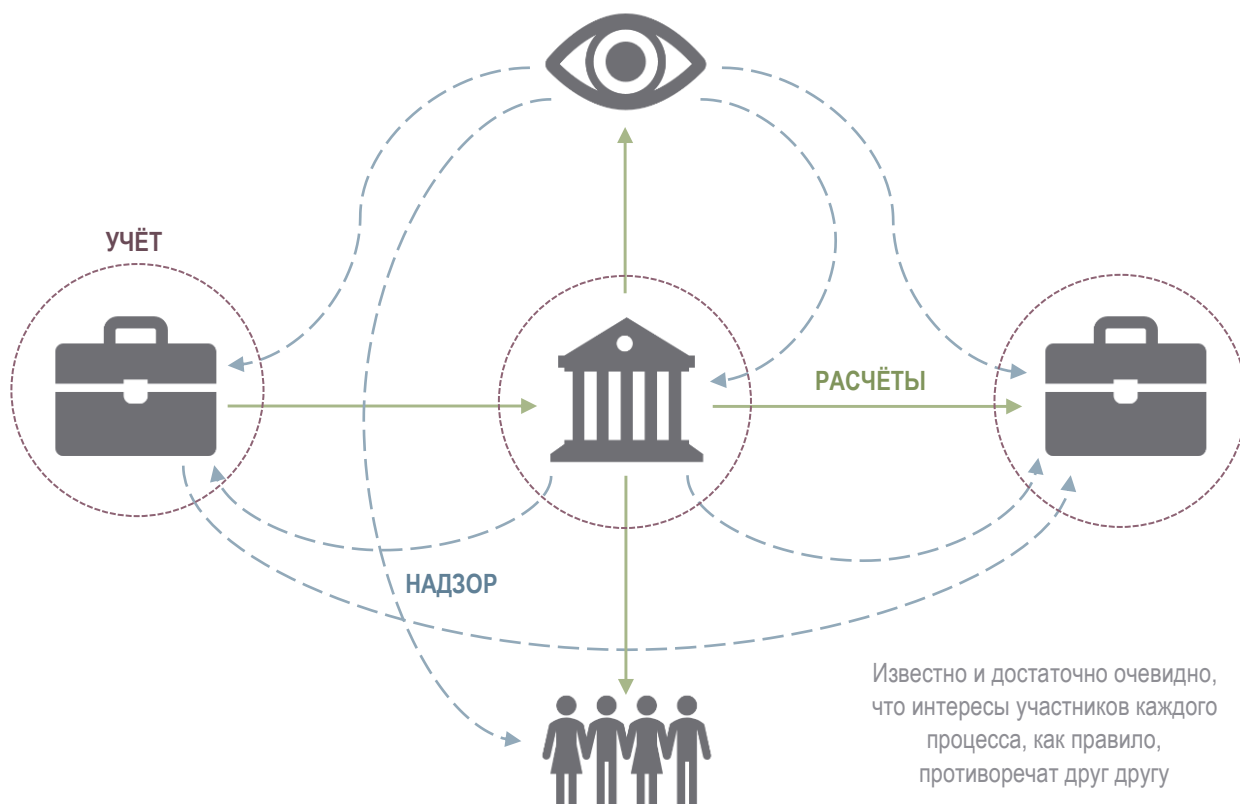 УЧЁТ
РАСЧЁТЫ
НАДЗОР
Известно и достаточно очевидно,
что интересы участников каждого
процесса, как правило,
противоречат друг другу